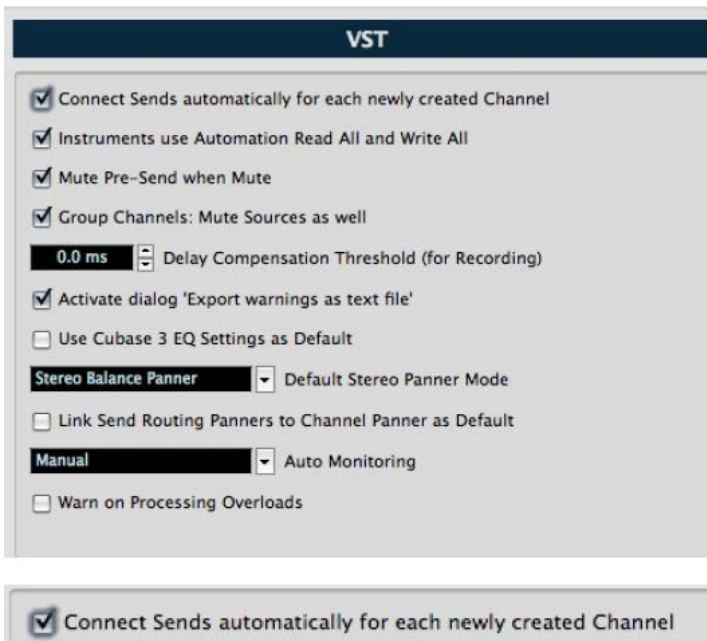 VST
Connect Sends automatically for each newly created Channel
Instruments use Automation Read All and Write All
Mute Pre-Send when Mute
Group Channels: Mute Sources as well
0.0 ms Delay Compensation Threshold (for Recording)
Activate dialog 'Export warnings as text file'
Use Cubase 3 EQ Settings as Default
Stereo Balance Panner Default Stereo Panner Mode
Link Send Routing Panners to Channel Panner as Default
Manual Auto Monitoring
Warn on Processing Overloads
Connect Sends automatically for each newly created Channel